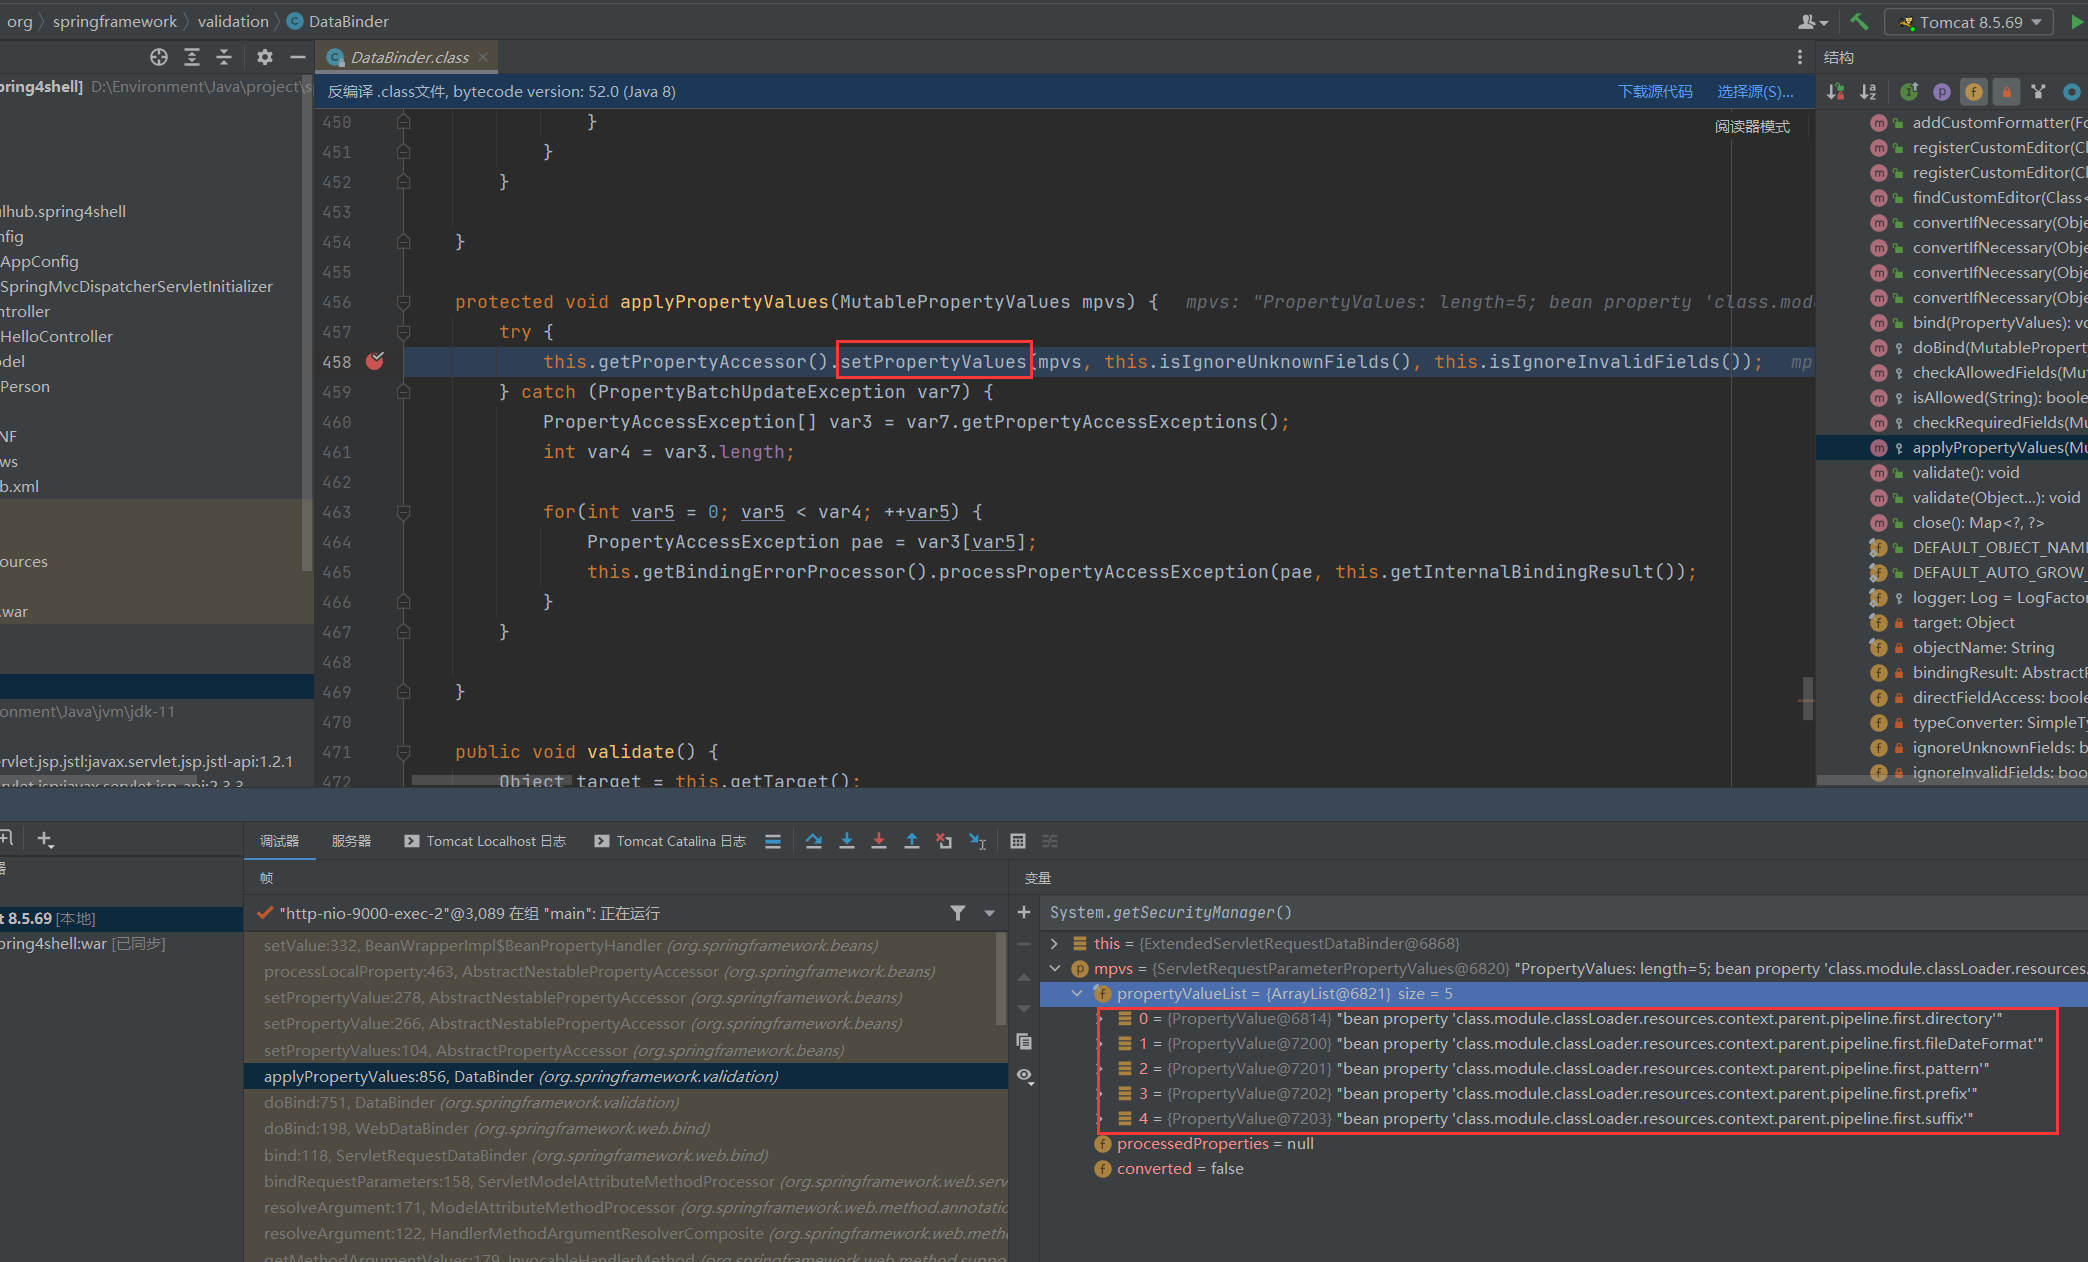 org 〉 springframework 〉 validation 〉 DataBinder
Tomcat 8.5.69
DataBinder.class
结构
pring4shell] D:\Environment\Java\project\s
反编译 .class文件, bytecode version: 52.0 (Java 8)
下载源代码 选择源(S)...
阅读器模式
lhub.spring4shell
nfig
AppConfig
SpringMvcDispatcherServletInitializer
ntroller
HelloController
del
Person
NF
ws
b.xml
ources
.war
onment\Java\jvm\jdk-11
rvlet.jsp.jstl:javax.servlet.jsp.jstl-api:1.2.1
450 }
451 }
452 }
453
454 }
455
456 protected void applyPropertyValues(MutablePropertyValues mpvs) { mpvs: "PropertyValues: length=5; bean property 'class.mod
457 try {
458 this.getPropertyAccessor().setPropertyValues(mpvs, this.isIgnoreUnknownFields(), this.isIgnoreInvalidFields()); mp
459 } catch (PropertyBatchUpdateException var7) {
460 PropertyAccessException[] var3 = var7.getPropertyAccessExceptions();
461 int var4 = var3.length;
462
463 for(int var5 = 0; var5 < var4; ++var5) {
464 PropertyAccessException pae = var3[var5];
465 this.getBindingErrorProcessor().processPropertyAccessException(pae, this.getInternalBindingResult());
466 }
467 }
468
469 }
470
471 public void validate() {
472 Object target = this.getTarget();
addCustomFormatter(Fo
registerCustomEditor(Cl
registerCustomEditor(Cl
findCustomEditor(Class<
convertIfNecessary(Obje
convertIfNecessary(Obje
convertIfNecessary(Obje
convertIfNecessary(Obje
bind(PropertyValues): vo
doBind(MutableProperty
checkAllowedFields(Mut
isAllowed(String): boole
checkRequiredFields(Mu
applyPropertyValues(Mu
validate(): void
validate(Object...): void
close(): Map<?, ?>
DEFAULT_OBJECT_NAME
DEFAULT_AUTO_GROW_
logger: Log = LogFactor
target: Object
objectName: String
bindingResult: AbstractP
directFieldAccess: boole
typeConverter: SimpleTy
ignoreUnknownFields: b
ignoreInvalidFields: boo
调试器 服务器 Tomcat Localhost 日志 Tomcat Catalina 日志
器
t 8.5.69 [本地]
pring4shell:war [已同步]
帧
"http-nio-9000-exec-2"@3,089 在组 "main": 正在运行
setValue:332, BeanWrapperImpl$BeanPropertyHandler (org.springframework.beans)
processLocalProperty:463, AbstractNestablePropertyAccessor (org.springframework.beans)
setPropertyValue:278, AbstractNestablePropertyAccessor (org.springframework.beans)
setPropertyValue:266, AbstractNestablePropertyAccessor (org.springframework.beans)
setPropertyValues:104, AbstractPropertyAccessor (org.springframework.beans)
applyPropertyValues:856, DataBinder (org.springframework.validation)
doBind:751, DataBinder (org.springframework.validation)
doBind:198, WebDataBinder (org.springframework.web.bind)
bind:118, ServletRequestDataBinder (org.springframework.web.bind)
bindRequestParameters:158, ServletModelAttributeMethodProcessor (org.springframework.web.serv
resolveArgument:171, ModelAttributeMethodProcessor (org.springframework.web.method.annotatio
resolveArgument:122, HandlerMethodArgumentResolverComposite (org.springframework.web.meth
getMethodArgumentValues:179, InvocableHandlerMethod (org.springframework.web.method.suppo
变量
System.getSecurityManager()
this = {ExtendedServletRequestDataBinder@6868}
mpvs = {ServletRequestParameterPropertyValues@6820} "PropertyValues: length=5; bean property 'class.module.classLoader.resources.
propertyValueList = {ArrayList@6821} size = 5
0 = {PropertyValue@6814} "bean property 'class.module.classLoader.resources.context.parent.pipeline.first.directory'"
1 = {PropertyValue@7200} "bean property 'class.module.classLoader.resources.context.parent.pipeline.first.fileDateFormat'"
2 = {PropertyValue@7201} "bean property 'class.module.classLoader.resources.context.parent.pipeline.first.pattern'"
3 = {PropertyValue@7202} "bean property 'class.module.classLoader.resources.context.parent.pipeline.first.prefix'"
4 = {PropertyValue@7203} "bean property 'class.module.classLoader.resources.context.parent.pipeline.first.suffix'"
processedProperties = null
converted = false